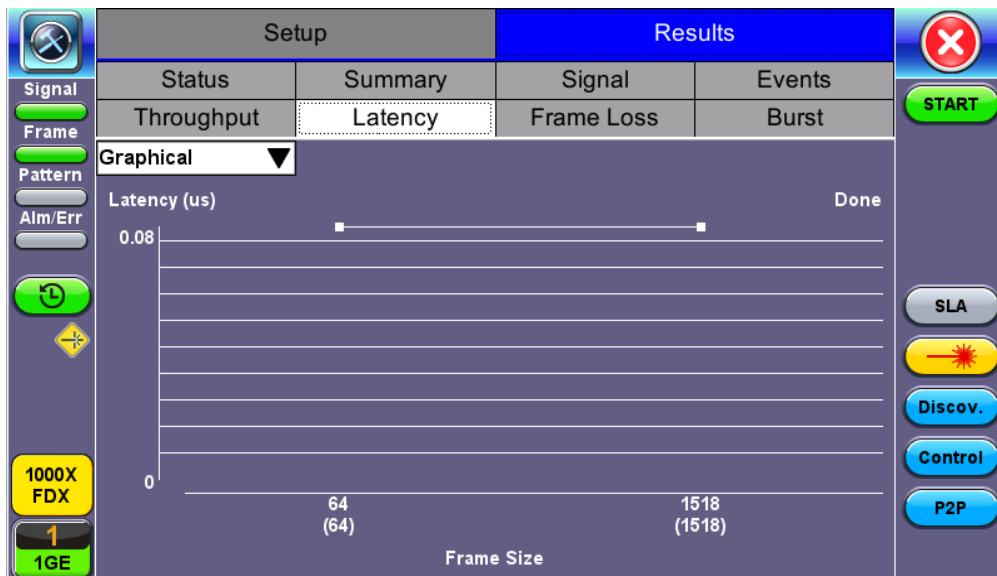 Setup
Results
Status
Summary
Signal
Events
Throughput
Latency
Frame Loss
Burst
Signal
Frame
Pattern
Alm/Err
1000X
FDX
1
1GE
Graphical
Latency (us)
Done
0.08
0
64
1518
(64)
(1518)
Frame Size
START
SLA
Discov.
Control
P2P